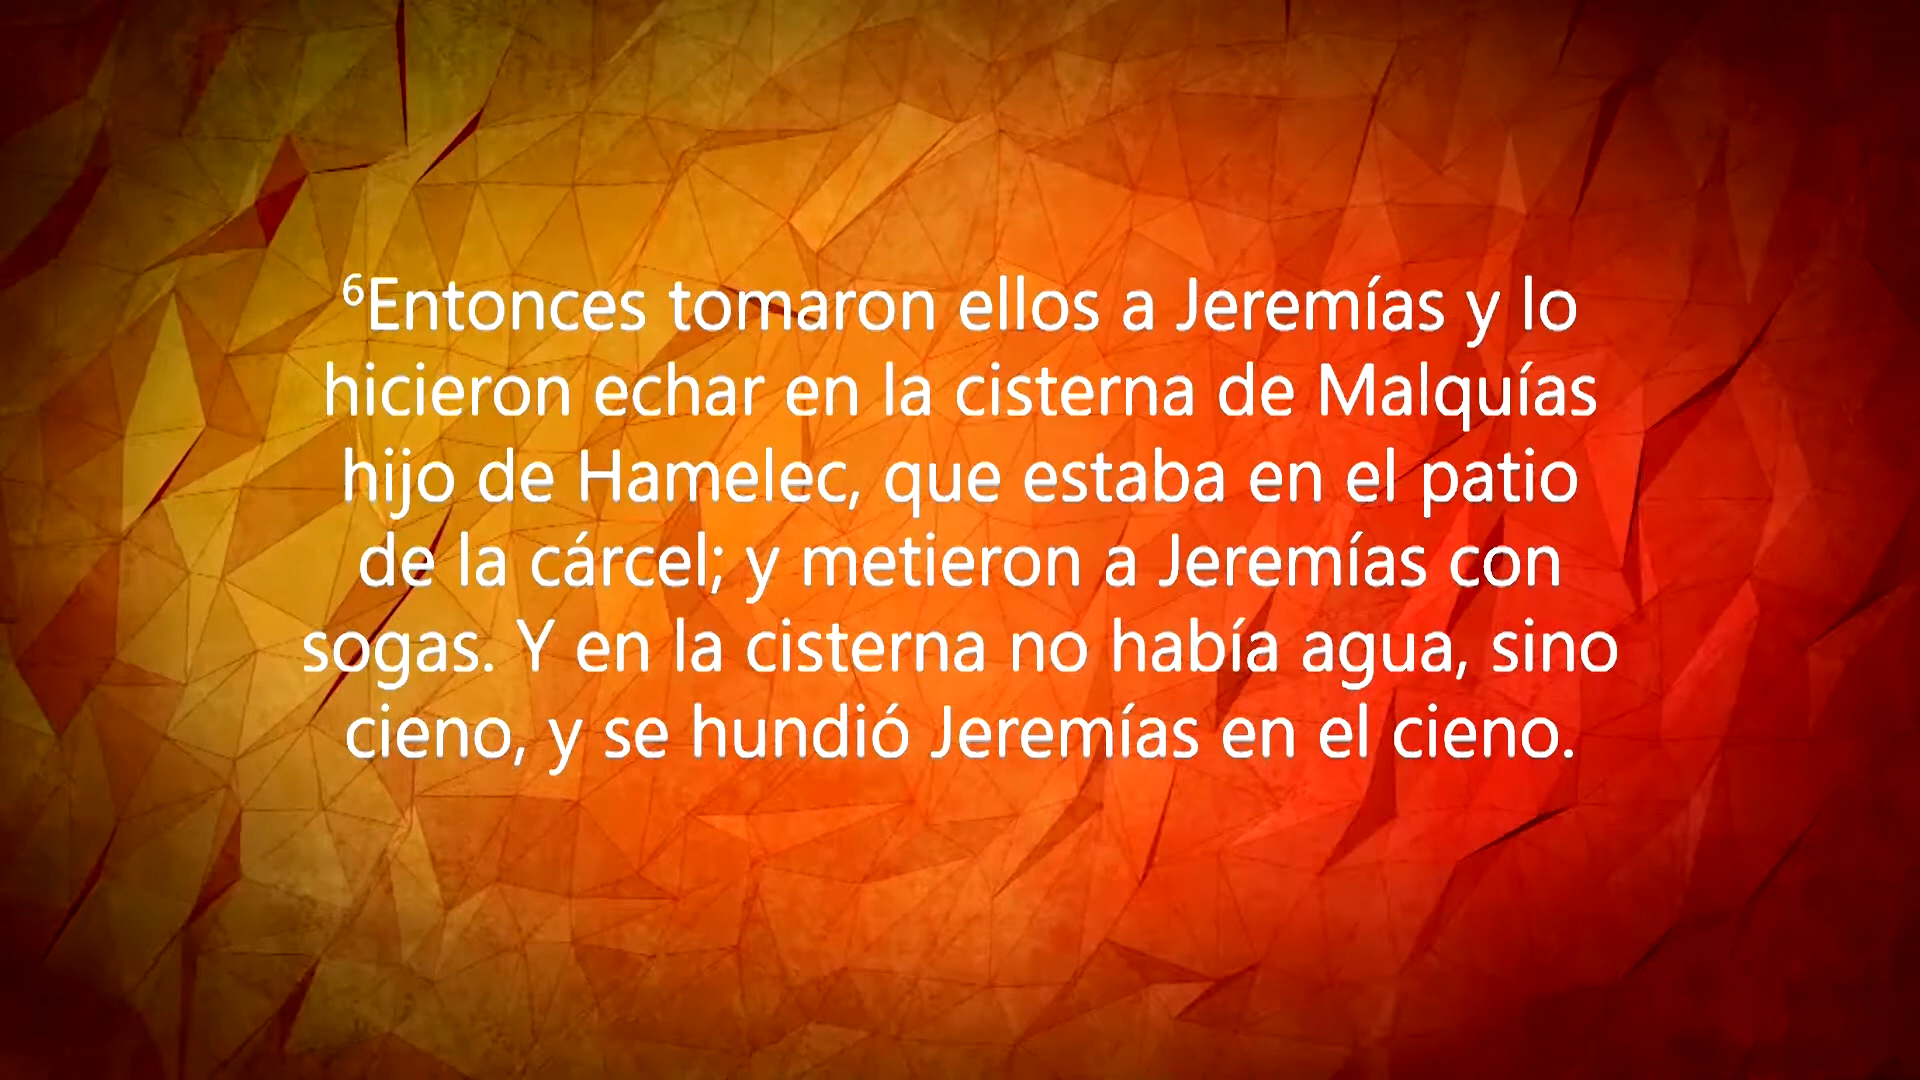 ⁶Entonces tomaron ellos a Jeremías y lo
hicieron echar en la cisterna de Malquías
hijo de Hamelec, que estaba en el patio
de la cárcel; y metieron a Jeremías con
sogas. Y en la cisterna no había agua, sino
cieno, y se hundió Jeremías en el cieno.